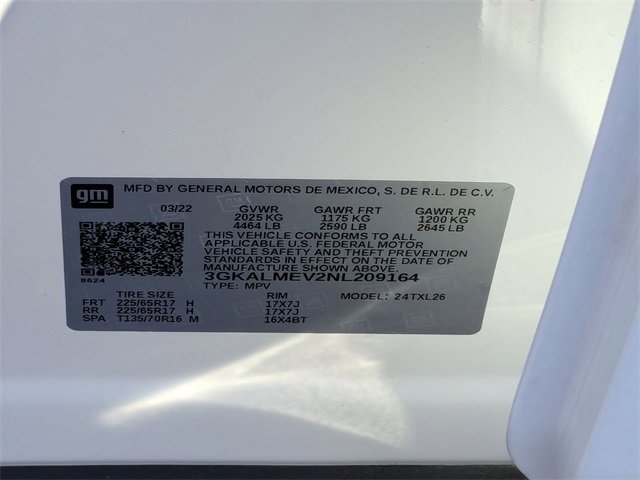 gm MFD BY GENERAL MOTORS DE MEXICO, S. DE R.L. DE C.V.
03/22 GVWR GAWR FRT GAWR RR
2025 KG 1175 KG 1200 KG
4464 LB 2590 LB 2645 LB
THIS VEHICLE CONFORMS TO ALL
APPLICABLE U.S. FEDERAL MOTOR
VEHICLE SAFETY AND THEFT PREVENTION
STANDARDS IN EFFECT ON THE DATE OF
MANUFACTURE SHOWN ABOVE.
3GKALMEV2NL209164
8624
TYPE: MPV MODEL: 24TXL26
TIRE SIZE RIM
FRT 225/65R17 H 17X7J
RR 225/65R17 H 17X7J
SPA T135/70R16 M 16X4BT